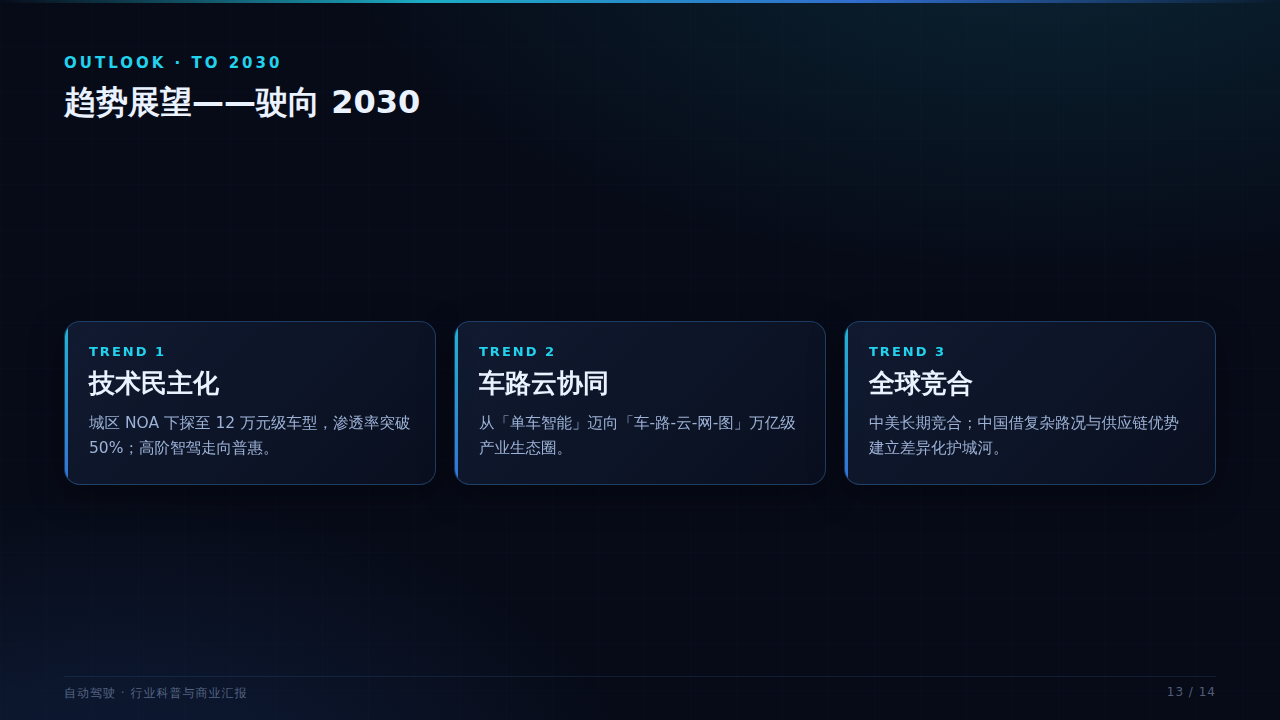 OUTLOOK · TO 2030
趋势展望——驶向 2030
TREND 1
技术民主化
城区 NOA 下探至 12 万元级车型，渗透率突破
50%；高阶智驾走向普惠。
TREND 2
车路云协同
从「单车智能」迈向「车-路-云-网-图」万亿级
产业生态圈。
TREND 3
全球竞合
中美长期竞合；中国借复杂路况与供应链优势
建立差异化护城河。
自动驾驶 · 行业科普与商业汇报
13 / 14